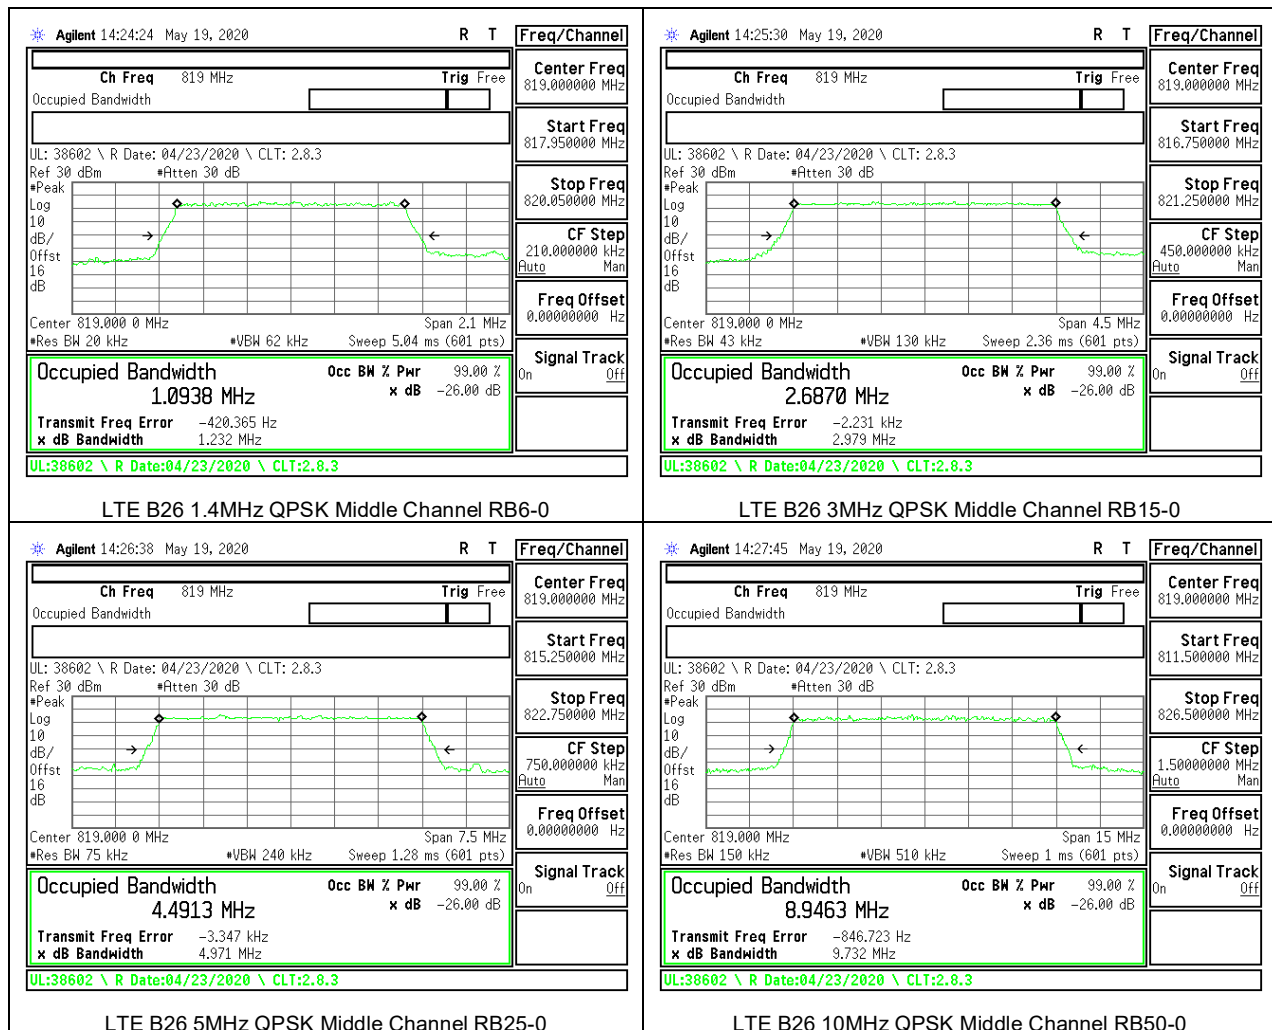 Agilent 14:24:24 May 19, 2020 R T Freq/Channel
Ch Freq 819 MHz Trig Free
Occupied Bandwidth
Center Freq
819.000000 MHz
Start Freq
817.950000 MHz
Stop Freq
820.050000 MHz
CF Step
210.000000 kHz
Auto Man
Freq Offset
0.00000000 Hz
Signal Track
On Off
UL: 38602 \ R Date: 04/23/2020 \ CLT: 2.8.3
Ref 30 dBm #Atten 30 dB
#Peak
Log
10
dB/
Offst
16
dB
Center 819.000 0 MHz Span 2.1 MHz
#Res BW 20 kHz #VBW 62 kHz Sweep 5.04 ms (601 pts)
Occupied Bandwidth Occ BW % Pwr 99.00 %
1.0938 MHz x dB -26.00 dB
Transmit Freq Error -420.365 Hz
x dB Bandwidth 1.232 MHz
UL:38602 \ R Date:04/23/2020 \ CLT:2.8.3
LTE B26 1.4MHz QPSK Middle Channel RB6-0
Agilent 14:25:30 May 19, 2020 R T Freq/Channel
Ch Freq 819 MHz Trig Free
Occupied Bandwidth
Center Freq
819.000000 MHz
Start Freq
816.750000 MHz
Stop Freq
821.250000 MHz
CF Step
450.000000 kHz
Auto Man
Freq Offset
0.00000000 Hz
Signal Track
On Off
UL: 38602 \ R Date: 04/23/2020 \ CLT: 2.8.3
Ref 30 dBm #Atten 30 dB
#Peak
Log
10
dB/
Offst
16
dB
Center 819.000 0 MHz Span 4.5 MHz
#Res BW 43 kHz #VBW 130 kHz Sweep 2.36 ms (601 pts)
Occupied Bandwidth Occ BW % Pwr 99.00 %
2.6870 MHz x dB -26.00 dB
Transmit Freq Error -2.231 kHz
x dB Bandwidth 2.979 MHz
UL:38602 \ R Date:04/23/2020 \ CLT:2.8.3
LTE B26 3MHz QPSK Middle Channel RB15-0
Agilent 14:26:38 May 19, 2020 R T Freq/Channel
Ch Freq 819 MHz Trig Free
Occupied Bandwidth
Center Freq
819.000000 MHz
Start Freq
815.250000 MHz
Stop Freq
822.750000 MHz
CF Step
750.000000 kHz
Auto Man
Freq Offset
0.00000000 Hz
Signal Track
On Off
UL: 38602 \ R Date: 04/23/2020 \ CLT: 2.8.3
Ref 30 dBm #Atten 30 dB
#Peak
Log
10
dB/
Offst
16
dB
Center 819.000 0 MHz Span 7.5 MHz
#Res BW 75 kHz #VBW 240 kHz Sweep 1.28 ms (601 pts)
Occupied Bandwidth Occ BW % Pwr 99.00 %
4.4913 MHz x dB -26.00 dB
Transmit Freq Error -3.347 kHz
x dB Bandwidth 4.971 MHz
UL:38602 \ R Date:04/23/2020 \ CLT:2.8.3
LTE B26 5MHz QPSK Middle Channel RB25-0
Agilent 14:27:45 May 19, 2020 R T Freq/Channel
Ch Freq 819 MHz Trig Free
Occupied Bandwidth
Center Freq
819.000000 MHz
Start Freq
811.500000 MHz
Stop Freq
826.500000 MHz
CF Step
1.50000000 MHz
Auto Man
Freq Offset
0.00000000 Hz
Signal Track
On Off
UL: 38602 \ R Date: 04/23/2020 \ CLT: 2.8.3
Ref 30 dBm #Atten 30 dB
#Peak
Log
10
dB/
Offst
16
dB
Center 819.000 MHz Span 15 MHz
#Res BW 150 kHz #VBW 510 kHz Sweep 1 ms (601 pts)
Occupied Bandwidth Occ BW % Pwr 99.00 %
8.9463 MHz x dB -26.00 dB
Transmit Freq Error -846.723 Hz
x dB Bandwidth 9.732 MHz
UL:38602 \ R Date:04/23/2020 \ CLT:2.8.3
LTE B26 10MHz QPSK Middle Channel RB50-0